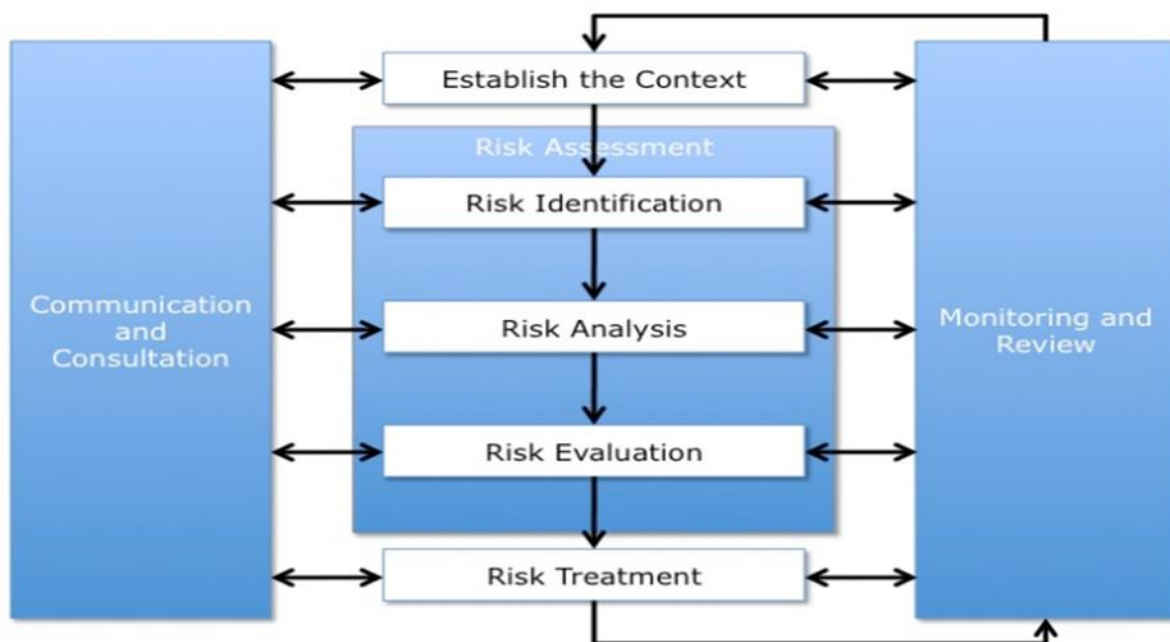 Establish the Context
Risk Assessment
Risk Identification
Communication
and
Consultation
Risk Analysis
Monitoring and
Review
Risk Evaluation
Risk Treatment